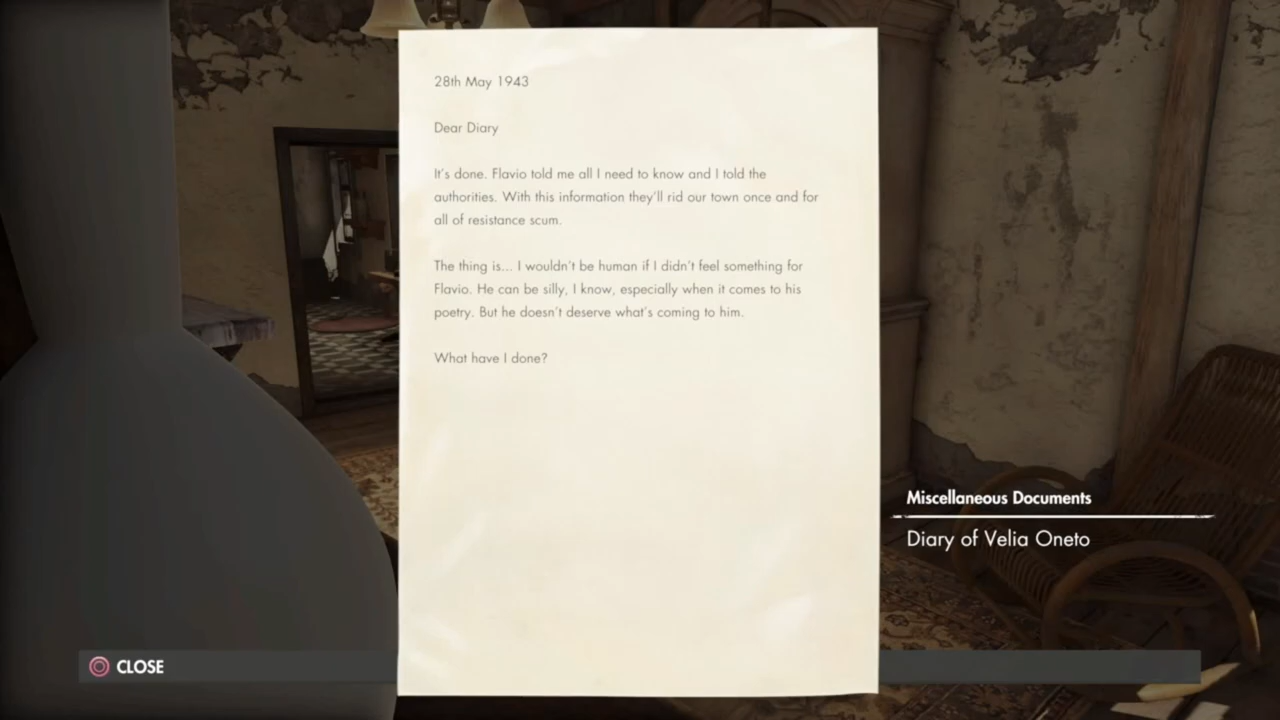 28th May 1943
Dear Diary
It's done. Flavio told me all I need to know and I told the
authorities. With this information they'll rid our town once and for
all of resistance scum.
The thing is... I wouldn't be human if I didn't feel something for
Flavio. He can be silly, I know, especially when it comes to his
poetry. But he doesn't deserve what's coming to him.
What have I done?
Miscellaneous Documents
Diary of Velia Oneto
CLOSE